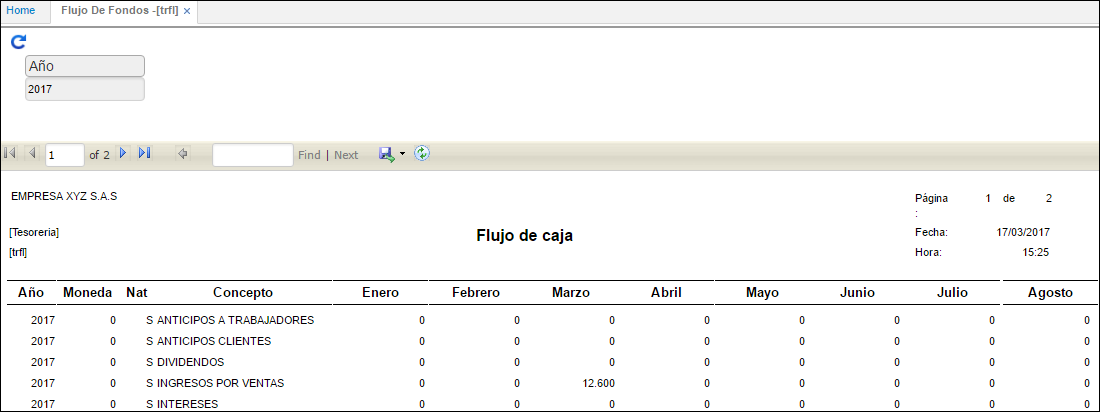 Home Flujo De Fondos -[trfl] ×
Año
2017
1 of 2 Find | Next
EMPRESA XYZ S.A.S Página 1 de 2
:
[Tesoreria] Flujo de caja Fecha: 17/03/2017
[trfl] Hora: 15:25
Año Moneda Nat Concepto Enero Febrero Marzo Abril Mayo Junio Julio Agosto
2017 0 S ANTICIPOS A TRABAJADORES 0 0 0 0 0 0 0 0
2017 0 S ANTICIPOS CLIENTES 0 0 0 0 0 0 0 0
2017 0 S DIVIDENDOS 0 0 0 0 0 0 0 0
2017 0 S INGRESOS POR VENTAS 0 0 12.600 0 0 0 0 0
2017 0 S INTERESES 0 0 0 0 0 0 0 0